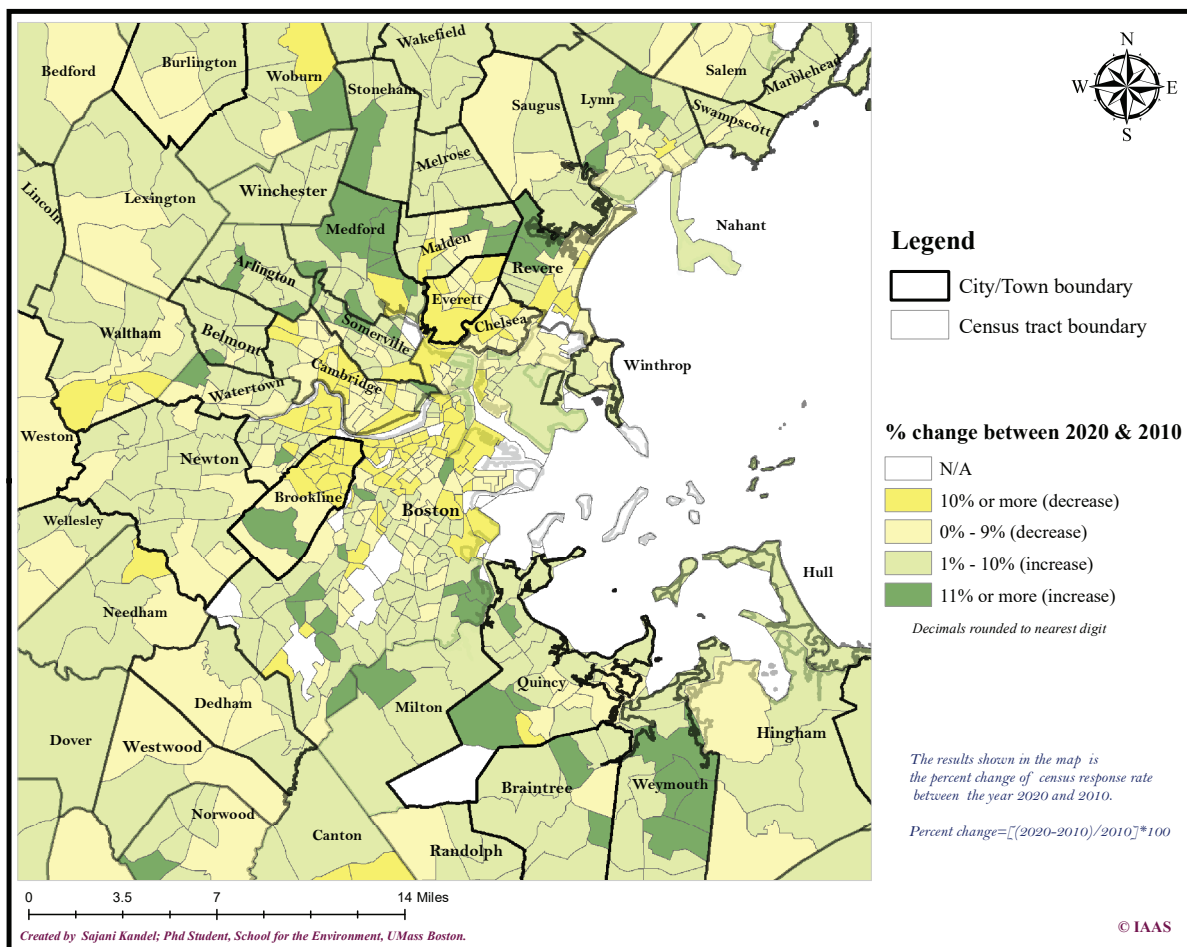 Wakefield
Bedford
Burlington
Woburn
Salem
Marblehead
Stoneham
Saugus
Lynn
Swampscott
Melrose
Lincoln
Lexington
Winchester
Nahant
Medford
Malden
Arlington
Revere
Everett
Chelsea
Waltham
Belmont
Somerville
Winthrop
Cambridge
Watertown
Weston
Newton
Brookline
Boston
Wellesley
Hull
Needham
Quincy
Dedham
Milton
Hingham
Dover
Westwood
Braintree
Weymouth
Norwood
Canton
Randolph
N
W
E
S
Legend
City/Town boundary
Census tract boundary
% change between 2020 & 2010
N/A
10% or more (decrease)
0% - 9% (decrease)
1% - 10% (increase)
11% or more (increase)
Decimals rounded to nearest digit
The results shown in the map is
the percent change of census response rate
between the year 2020 and 2010.
Percent change=[(2020-2010)/2010]*100
0 3.5 7 14 Miles
Created by Sajani Kandel; Phd Student, School for the Environment, UMass Boston.
© IAAS